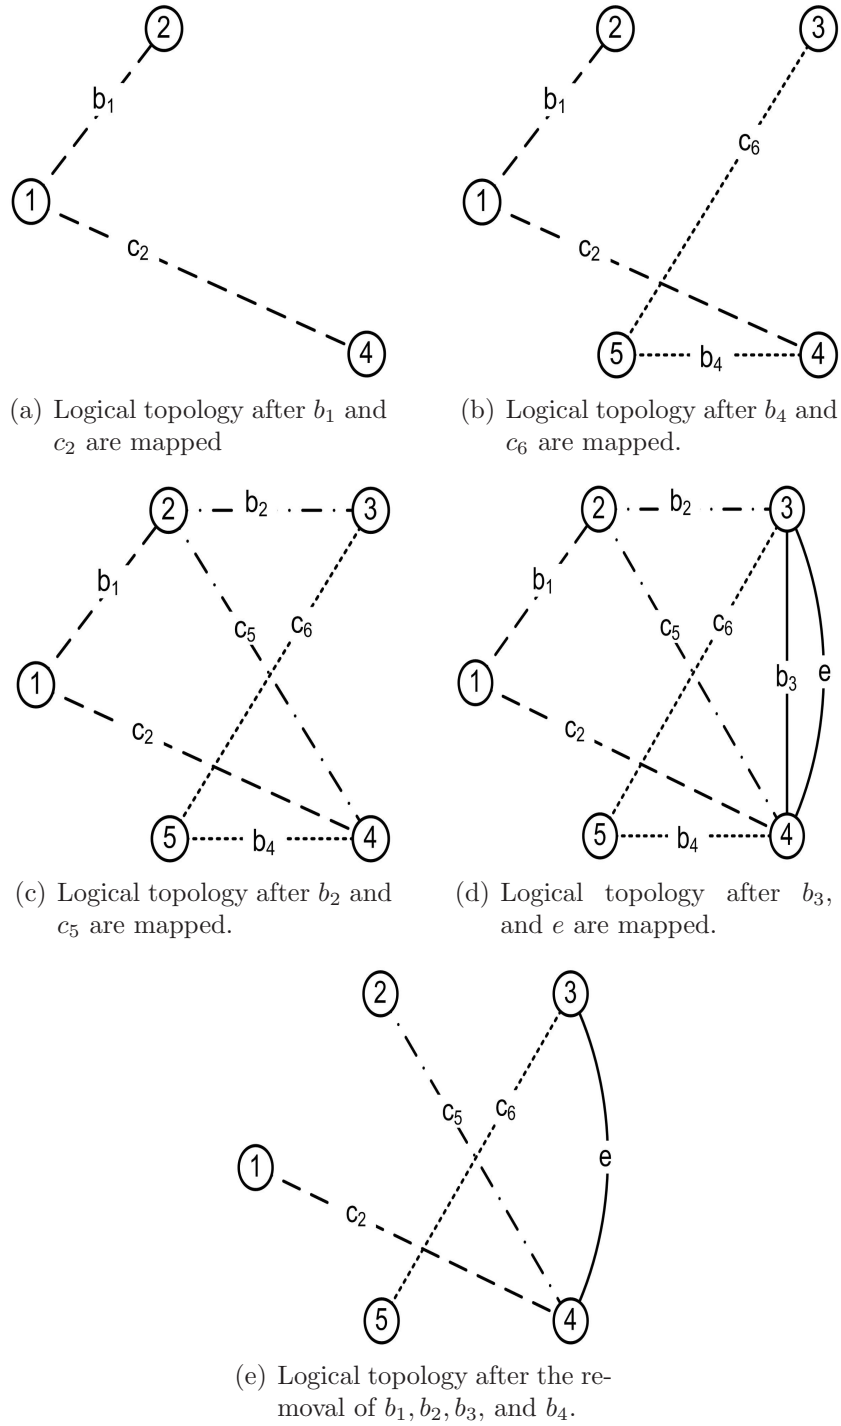 2
b1
1
c2
4
(a) Logical topology after b1 and
c2 are mapped
2
3
b1
c6
1
c2
5
b4
4
(b) Logical topology after b4 and
c6 are mapped.
2
b2
3
b1
c5
c6
1
c2
5
b4
4
(c) Logical topology after b2 and
c5 are mapped.
2
b2
3
b1
c5
c6
1
b3
e
c2
5
b4
4
(d) Logical topology after b3,
and e are mapped.
2
3
c5
c6
1
e
c2
5
4
(e) Logical topology after the re-
moval of b1, b2, b3, and b4.